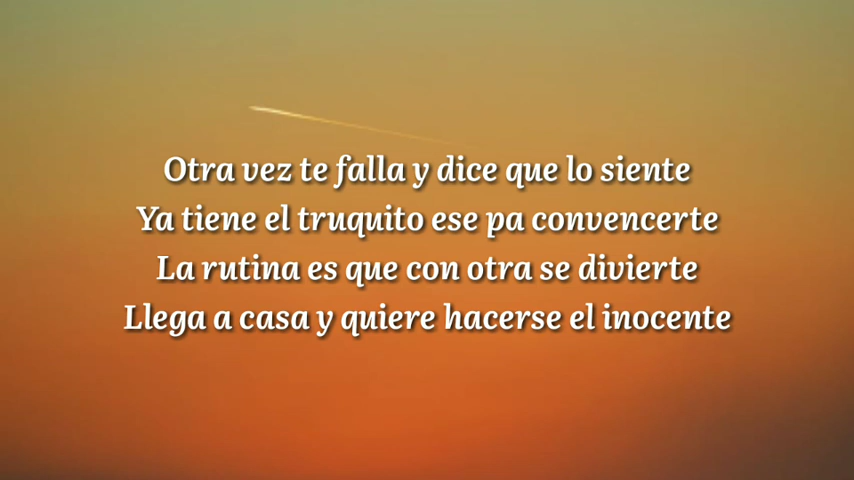 Otra vez te falla y dice que lo siente
Ya tiene el truquito ese pa convencerte
La rutina es que con otra se divierte
Llega a casa y quiere hacerse el inocente